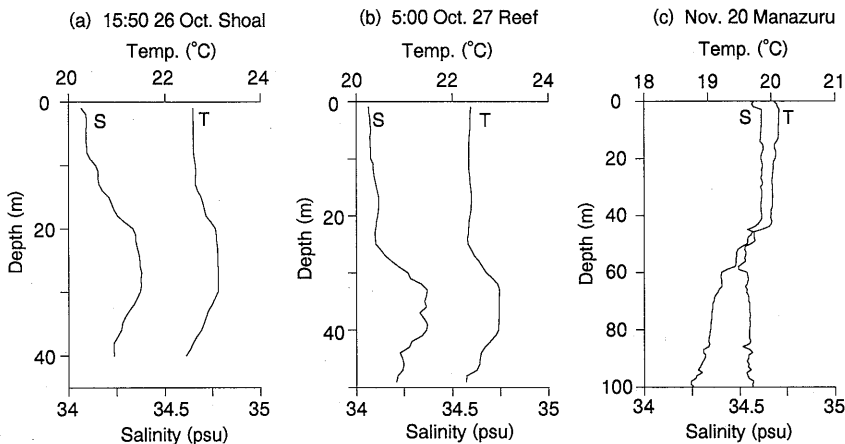 (a) 15:50 26 Oct. Shoal
Temp. (°C)
20 22 24
0
20
40
Depth (m)
S T
34 34.5 35
Salinity (psu)
(b) 5:00 Oct. 27 Reef
Temp. (°C)
20 22 24
0
20
40
Depth (m)
S T
34 34.5 35
Salinity (psu)
(c) Nov. 20 Manazuru
Temp. (°C)
18 19 20 21
0
20
40
60
80
100
Depth (m)
S T
34 34.5 35
Salinity (psu)